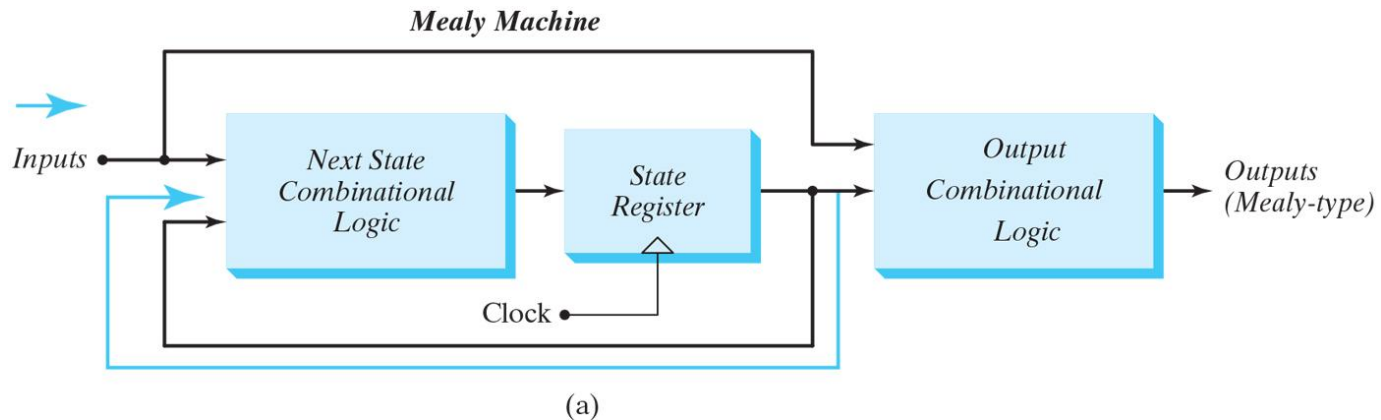 Mealy Machine
Inputs
Next State
Combinational
Logic
State
Register
Output
Combinational
Logic
Outputs
(Mealy-type)
Clock
(a)